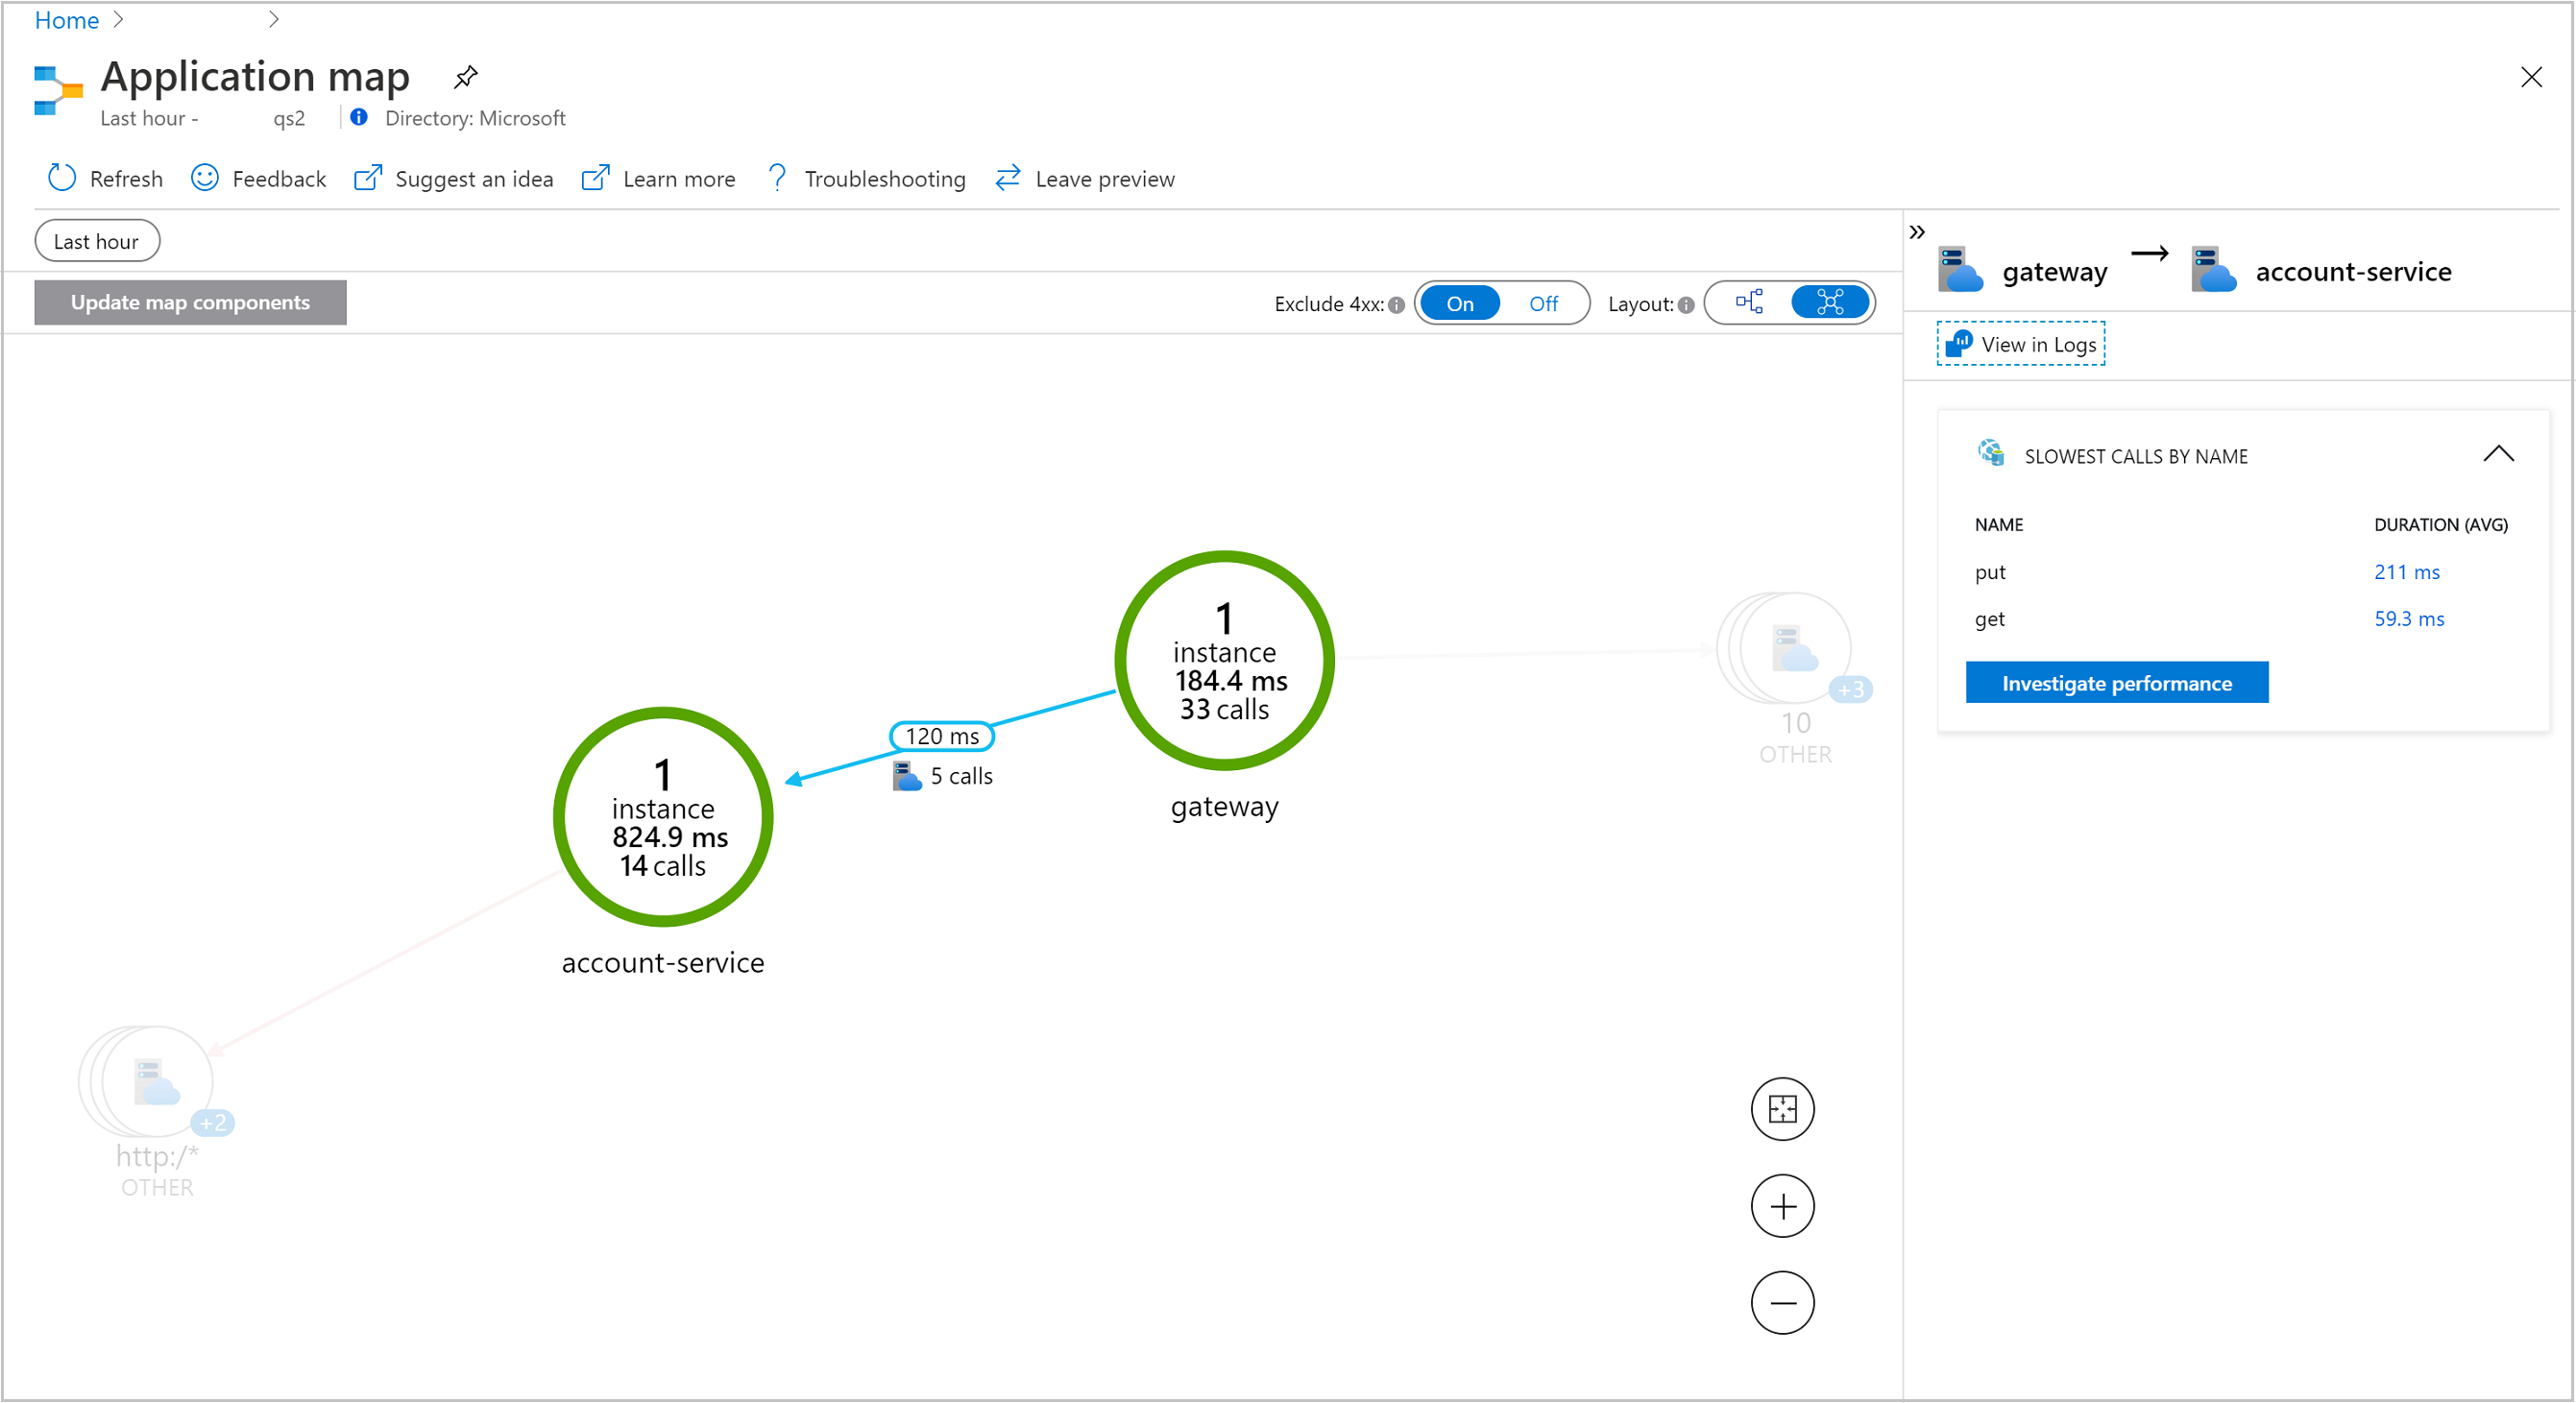 Home
Application map
Last hour - qs2 Directory: Microsoft
Refresh Feedback Suggest an idea Learn more Troubleshooting Leave preview
Last hour
Update map components
Exclude 4xx: On Off Layout:
1
instance
184.4 ms
33 calls
gateway
120 ms
5 calls
1
instance
824.9 ms
14 calls
account-service
+3
10
OTHER
+2
http:/*
OTHER
gateway → account-service
View in Logs
SLOWEST CALLS BY NAME
NAME DURATION (AVG)
put 211 ms
get 59.3 ms
Investigate performance